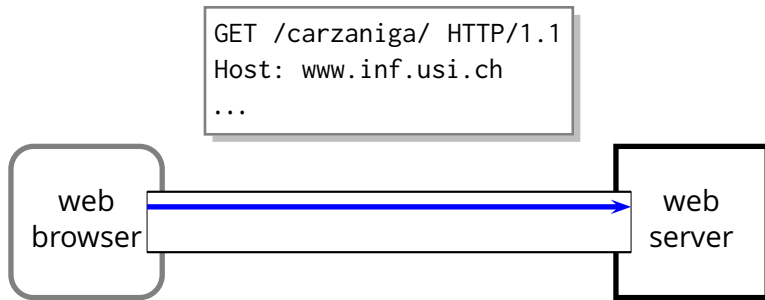 GET /carzaniga/ HTTP/1.1
Host: www.inf.usi.ch
...
web
browser
web
server